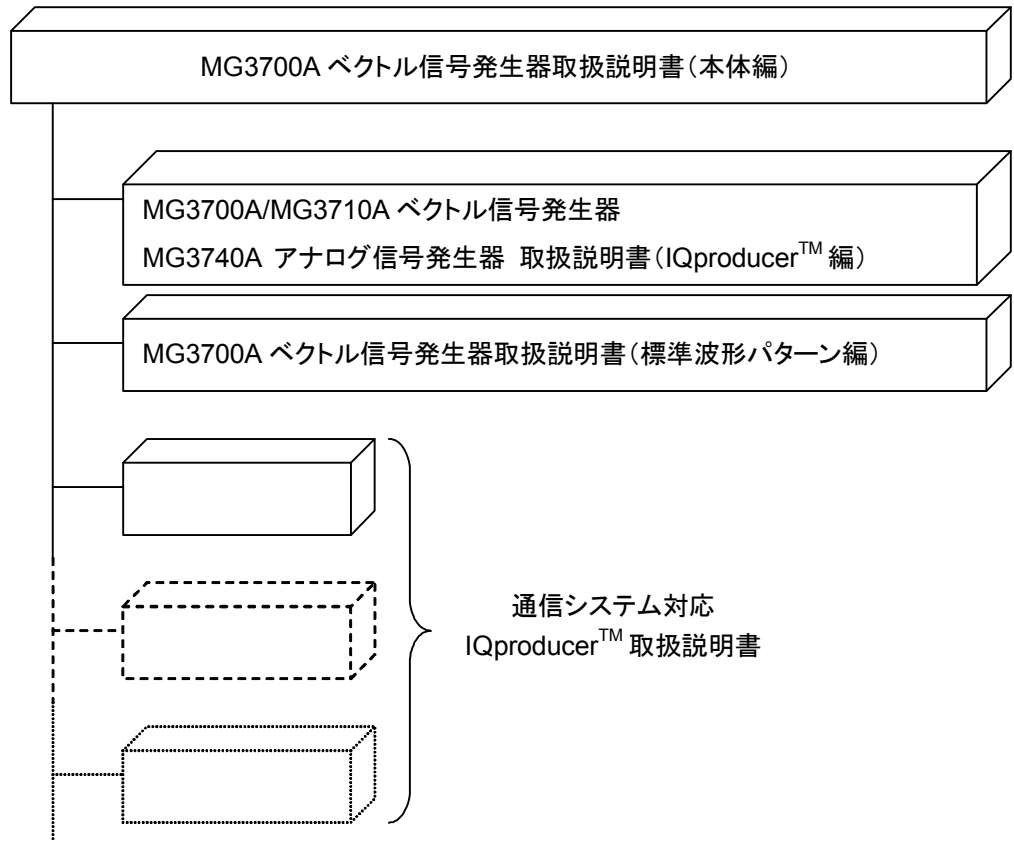 MG3700A ベクトル信号発生器取扱説明書（本体編）
MG3700A/MG3710A ベクトル信号発生器
MG3740A アナログ信号発生器 取扱説明書（IQproducer™ 編）
MG3700A ベクトル信号発生器取扱説明書（標準波形パターン編）
通信システム対応
IQproducer™ 取扱説明書